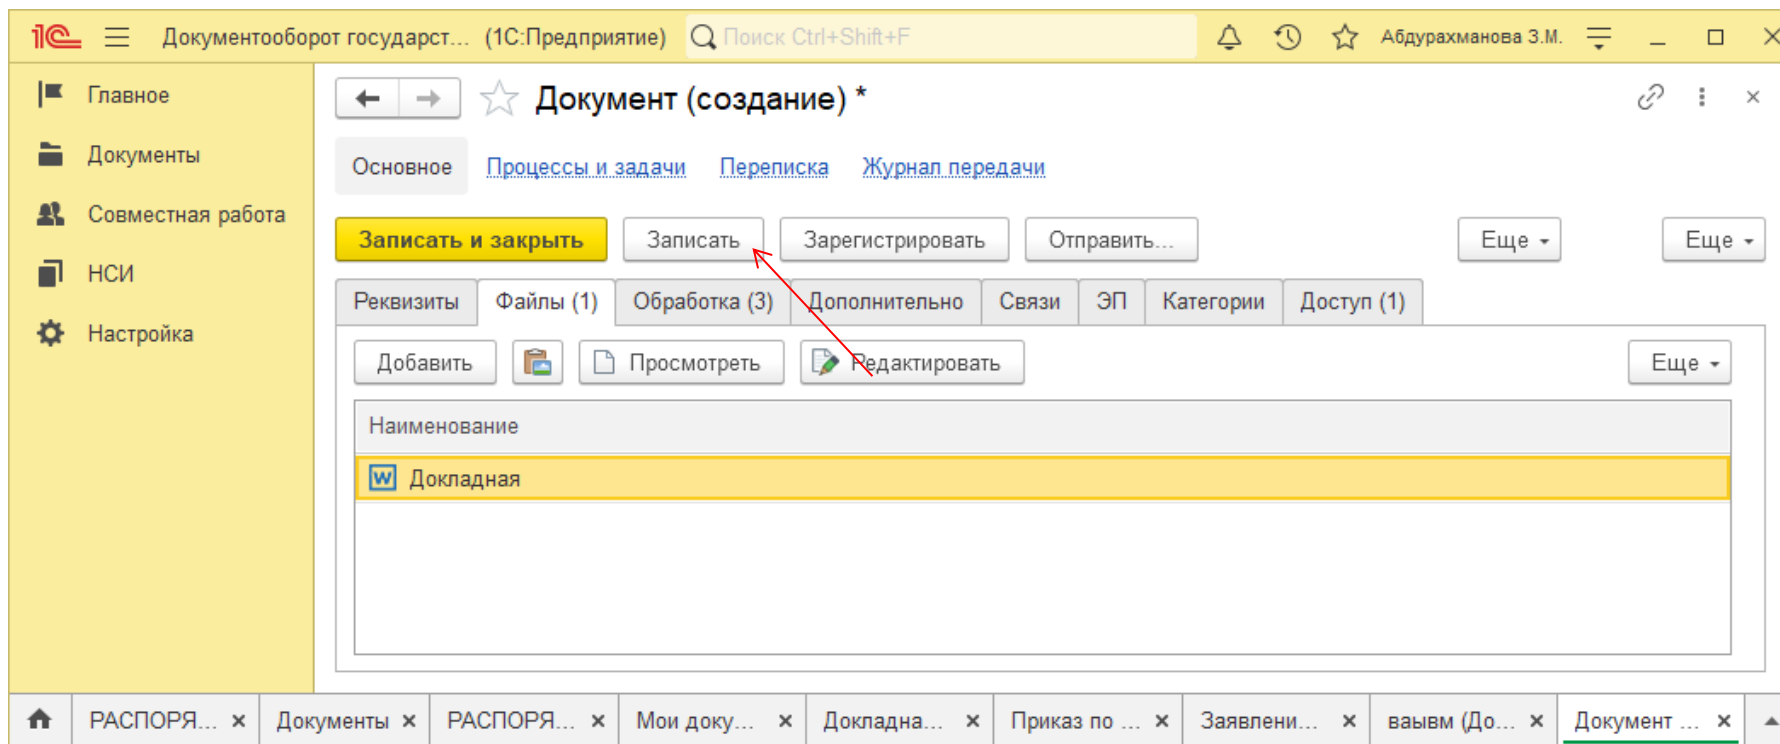 1С Документооборот государст... (1С:Предприятие) Поиск Ctrl+Shift+F Абдурахманова З.М.
Главное
Документы
Совместная работа
НСИ
Настройка
Документ (создание) *
Основное Процессы и задачи Переписка Журнал передачи
Записать и закрыть Записать Зарегистрировать Отправить... Еще Еще
Реквизиты Файлы (1) Обработка (3) Дополнительно Связи ЭП Категории Доступ (1)
Добавить Просмотреть Редактировать Еще
Наименование
W Докладная
РАСПОРЯ... Документы РАСПОРЯ... Мои доку... Докладна... Приказ по ... Заявлени... ваывм (До... Документ ...